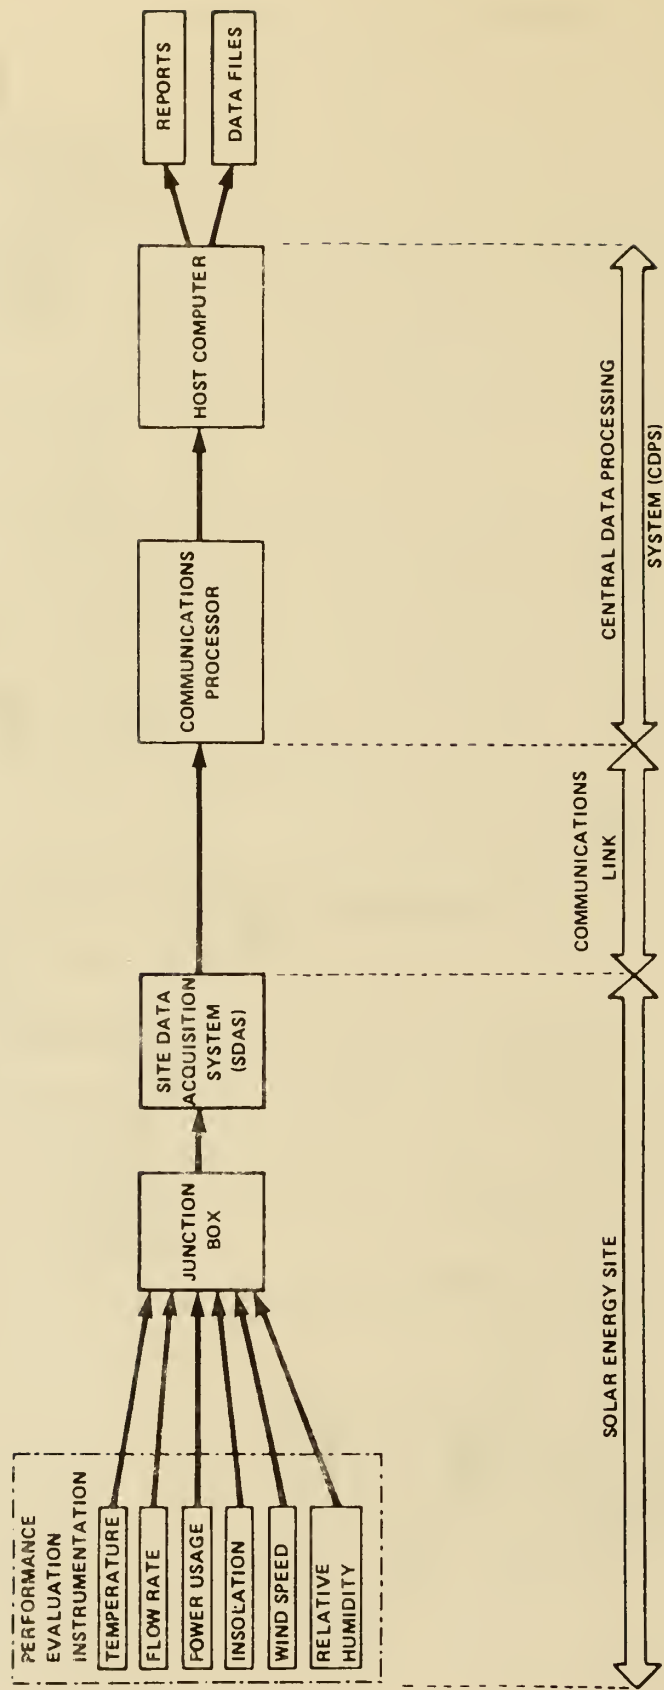 PERFORMANCE
EVALUATION
INSTRUMENTATION
TEMPERATURE
FLOW RATE
POWER USAGE
INSOLATION
WIND SPEED
RELATIVE
HUMIDITY
JUNCTION
BOX
SITE DATA
ACQUISITION
SYSTEM
(SDAS)
COMMUNICATIONS
PROCESSOR
HOST COMPUTER
REPORTS
DATA FILES
SOLAR ENERGY SITE
COMMUNICATIONS
LINK
CENTRAL DATA PROCESSING
SYSTEM (CDPS)